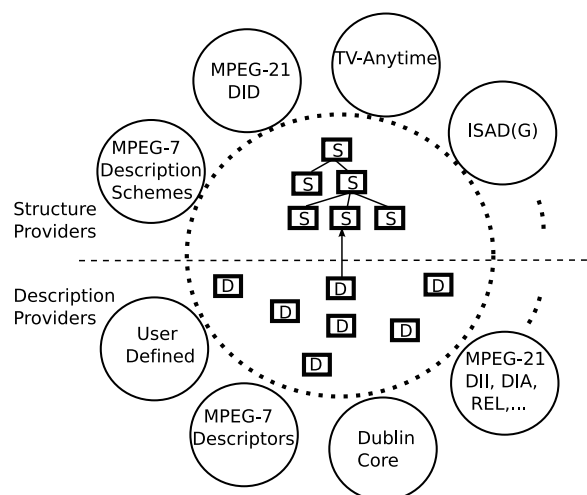 MPEG-21
DID
TV-Anytime
ISAD(G)
MPEG-7
Description
Schemes
Structure
Providers
S
S S
S S S
Description
Providers
D D D
D D D
D
User
Defined
MPEG-7
Descriptors
Dublin
Core
MPEG-21
DII, DIA,
REL,...